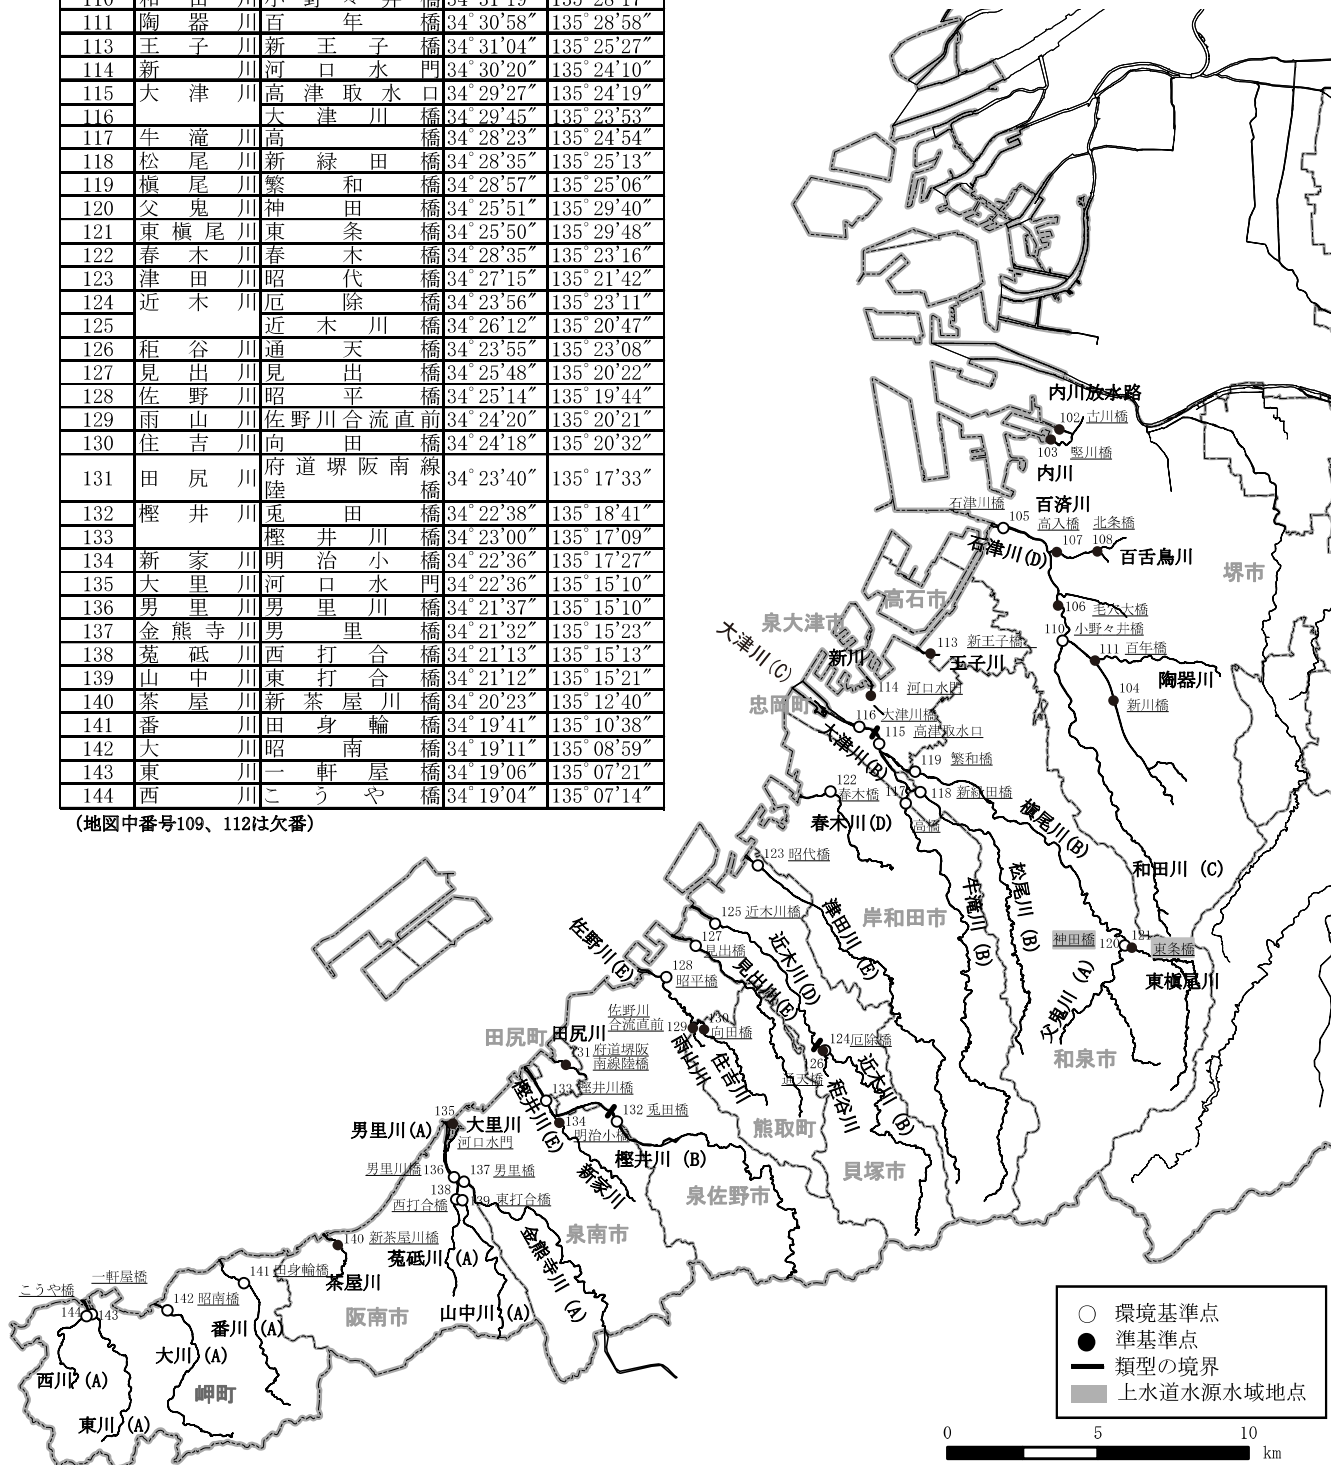 110 和田川 小野々井橋 34°31'19″ 135°28'17″
111 陶器川 百年橋 34°30'58″ 135°28'58″
113 王子川 新王子橋 34°31'04″ 135°25'27″
114 新川 河口水門 34°30'20″ 135°24'10″
115 大津川 高津取水口 34°29'27″ 135°24'19″
116 大津川橋 34°29'45″ 135°23'53″
117 牛滝川 高橋 34°28'23″ 135°24'54″
118 松尾川 新緑田橋 34°28'35″ 135°25'13″
119 槇尾川 繁和橋 34°28'57″ 135°25'06″
120 父鬼川 神田橋 34°25'51″ 135°29'40″
121 東槇尾川 東条橋 34°25'50″ 135°29'48″
122 春木川 春木橋 34°28'35″ 135°23'16″
123 津田川 昭代橋 34°27'15″ 135°21'42″
124 近木川 厄除橋 34°23'56″ 135°23'11″
125 近木川橋 34°26'12″ 135°20'47″
126 秬谷川 通天橋 34°23'55″ 135°23'08″
127 見出川 見出橋 34°25'48″ 135°20'22″
128 佐野川 昭平橋 34°25'14″ 135°19'44″
129 雨山川 佐野川合流直前 34°24'20″ 135°20'21″
130 住吉川 向田橋 34°24'18″ 135°20'32″
131 田尻川 府道堺阪南線
陸橋 34°23'40″ 135°17'33″
132 樫井川 兎田橋 34°22'38″ 135°18'41″
133 樫井川橋 34°23'00″ 135°17'09″
134 新家川 明治小橋 34°22'36″ 135°17'27″
135 大里川 河口水門 34°22'36″ 135°15'10″
136 男里川 男里川橋 34°21'37″ 135°15'10″
137 金熊寺川 男里橋 34°21'32″ 135°15'23″
138 菟砥川 西打合橋 34°21'13″ 135°15'13″
139 山中川 東打合橋 34°21'12″ 135°15'21″
140 茶屋川 新茶屋川橋 34°20'23″ 135°12'40″
141 番川 田身輪橋 34°19'41″ 135°10'38″
142 大川 昭南橋 34°19'11″ 135°08'59″
143 東川 一軒屋橋 34°19'06″ 135°07'21″
144 西川 こうや橋 34°19'04″ 135°07'14″
(地図中番号109、112は欠番)
内川放水路
102 古川橋
103 竪川橋
内川
石津川橋
105
百済川
高入橋 北条橋
107 108
石津川(D)
百舌鳥川
堺市
高石市
106 毛穴大橋
泉大津市
110 小野々井橋
大津川(C)
113 新王子橋
111 百年橋
新川
王子川
陶器川
114 河口水門
104
新川橋
忠岡町
116 大津川橋
115 高津取水口
大津川(B)
119 繁和橋
122
春木橋
117
118 新緑田橋
高橋
春木川(D)
槇尾川(B)
123 昭代橋
和田川(C)
松尾川(B)
牛滝川(B)
津田川(E)
岸和田市
125 近木川橋
佐野川(E)
127
見出橋
近木川(D)
神田橋 120 121 東条橋
128
昭平橋
見出川(E)
父鬼川(A)
東槇尾川
佐野川
合流直前 129
130
向田橋
田尻町 田尻川
131 府道堺阪
南線陸橋
124 厄除橋
126
通天橋
雨山川
住吉川
秬谷川
近木川(B)
和泉市
133 樫井川橋
132 兎田橋
樫井川(E)
135
大里川
河口水門
男里川(A)
134
明治小橋
熊取町
樫井川(B)
貝塚市
男里川橋 136
137 男里橋
新家川
泉佐野市
138
西打合橋
139 東打合橋
泉南市
金熊寺川(A)
140 新茶屋川橋
菟砥川(A)
茶屋川
一軒屋橋
こうや橋
141 田身輪橋
142 昭南橋
144 143
山中川(A)
阪南市
番川(A)
大川(A)
西川(A)
岬町
東川(A)
環境基準点
準基準点
類型の境界
上水道水源水域地点
0 5 10
km